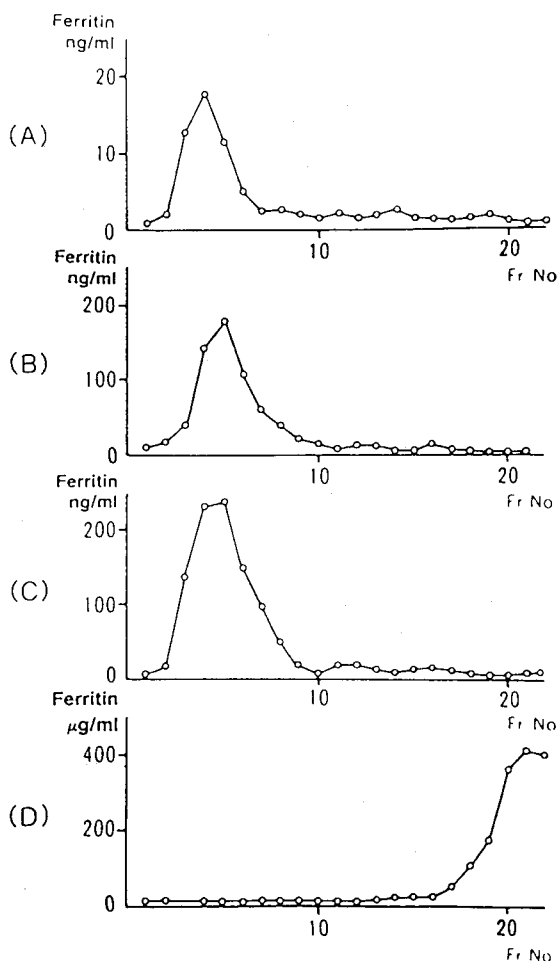 Ferritin
ng/ml
20
(A)
10
0
10
20
Fr No
Ferritin
ng/ml
200
(B)
100
0
10
20
Fr No
Ferritin
ng/ml
200
(C)
100
0
10
20
Fr No
Ferritin
μg/ml
400
(D)
200
0
10
20
Fr No